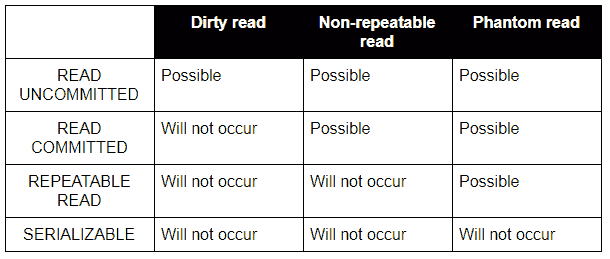 Dirty read
Non-repeatable
read
Phantom read
READ
UNCOMMITTED
Possible
Possible
Possible
READ
COMMITTED
Will not occur
Possible
Possible
REPEATABLE
READ
Will not occur
Will not occur
Possible
SERIALIZABLE
Will not occur
Will not occur
Will not occur